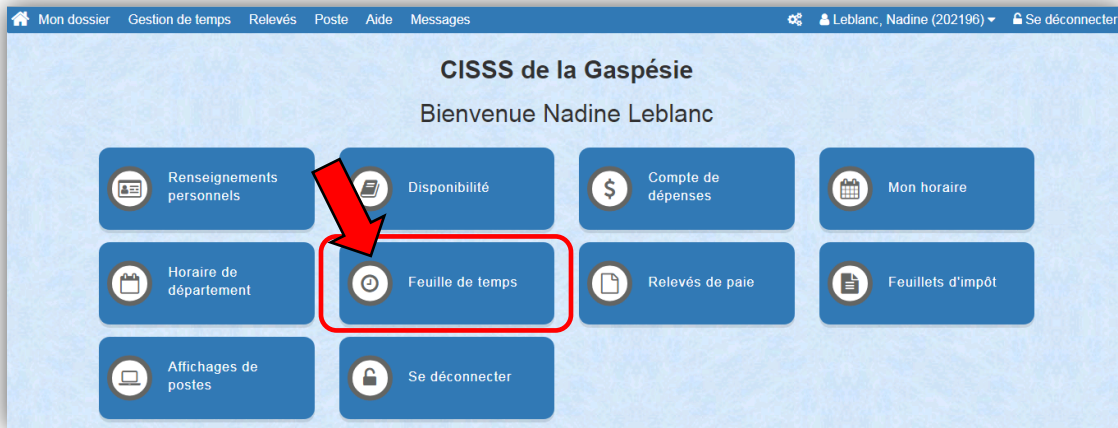 Mon dossier Gestion de temps Relevés Poste Aide Messages Leblanc, Nadine (202196) Se déconnecter
CISSS de la Gaspésie
Bienvenue Nadine Leblanc
Renseignements
personnels
Disponibilité
Compte de
dépenses
Mon horaire
Horaire de
département
Feuille de temps
Relevés de paie
Feuillets d'impôt
Affichages de
postes
Se déconnecter